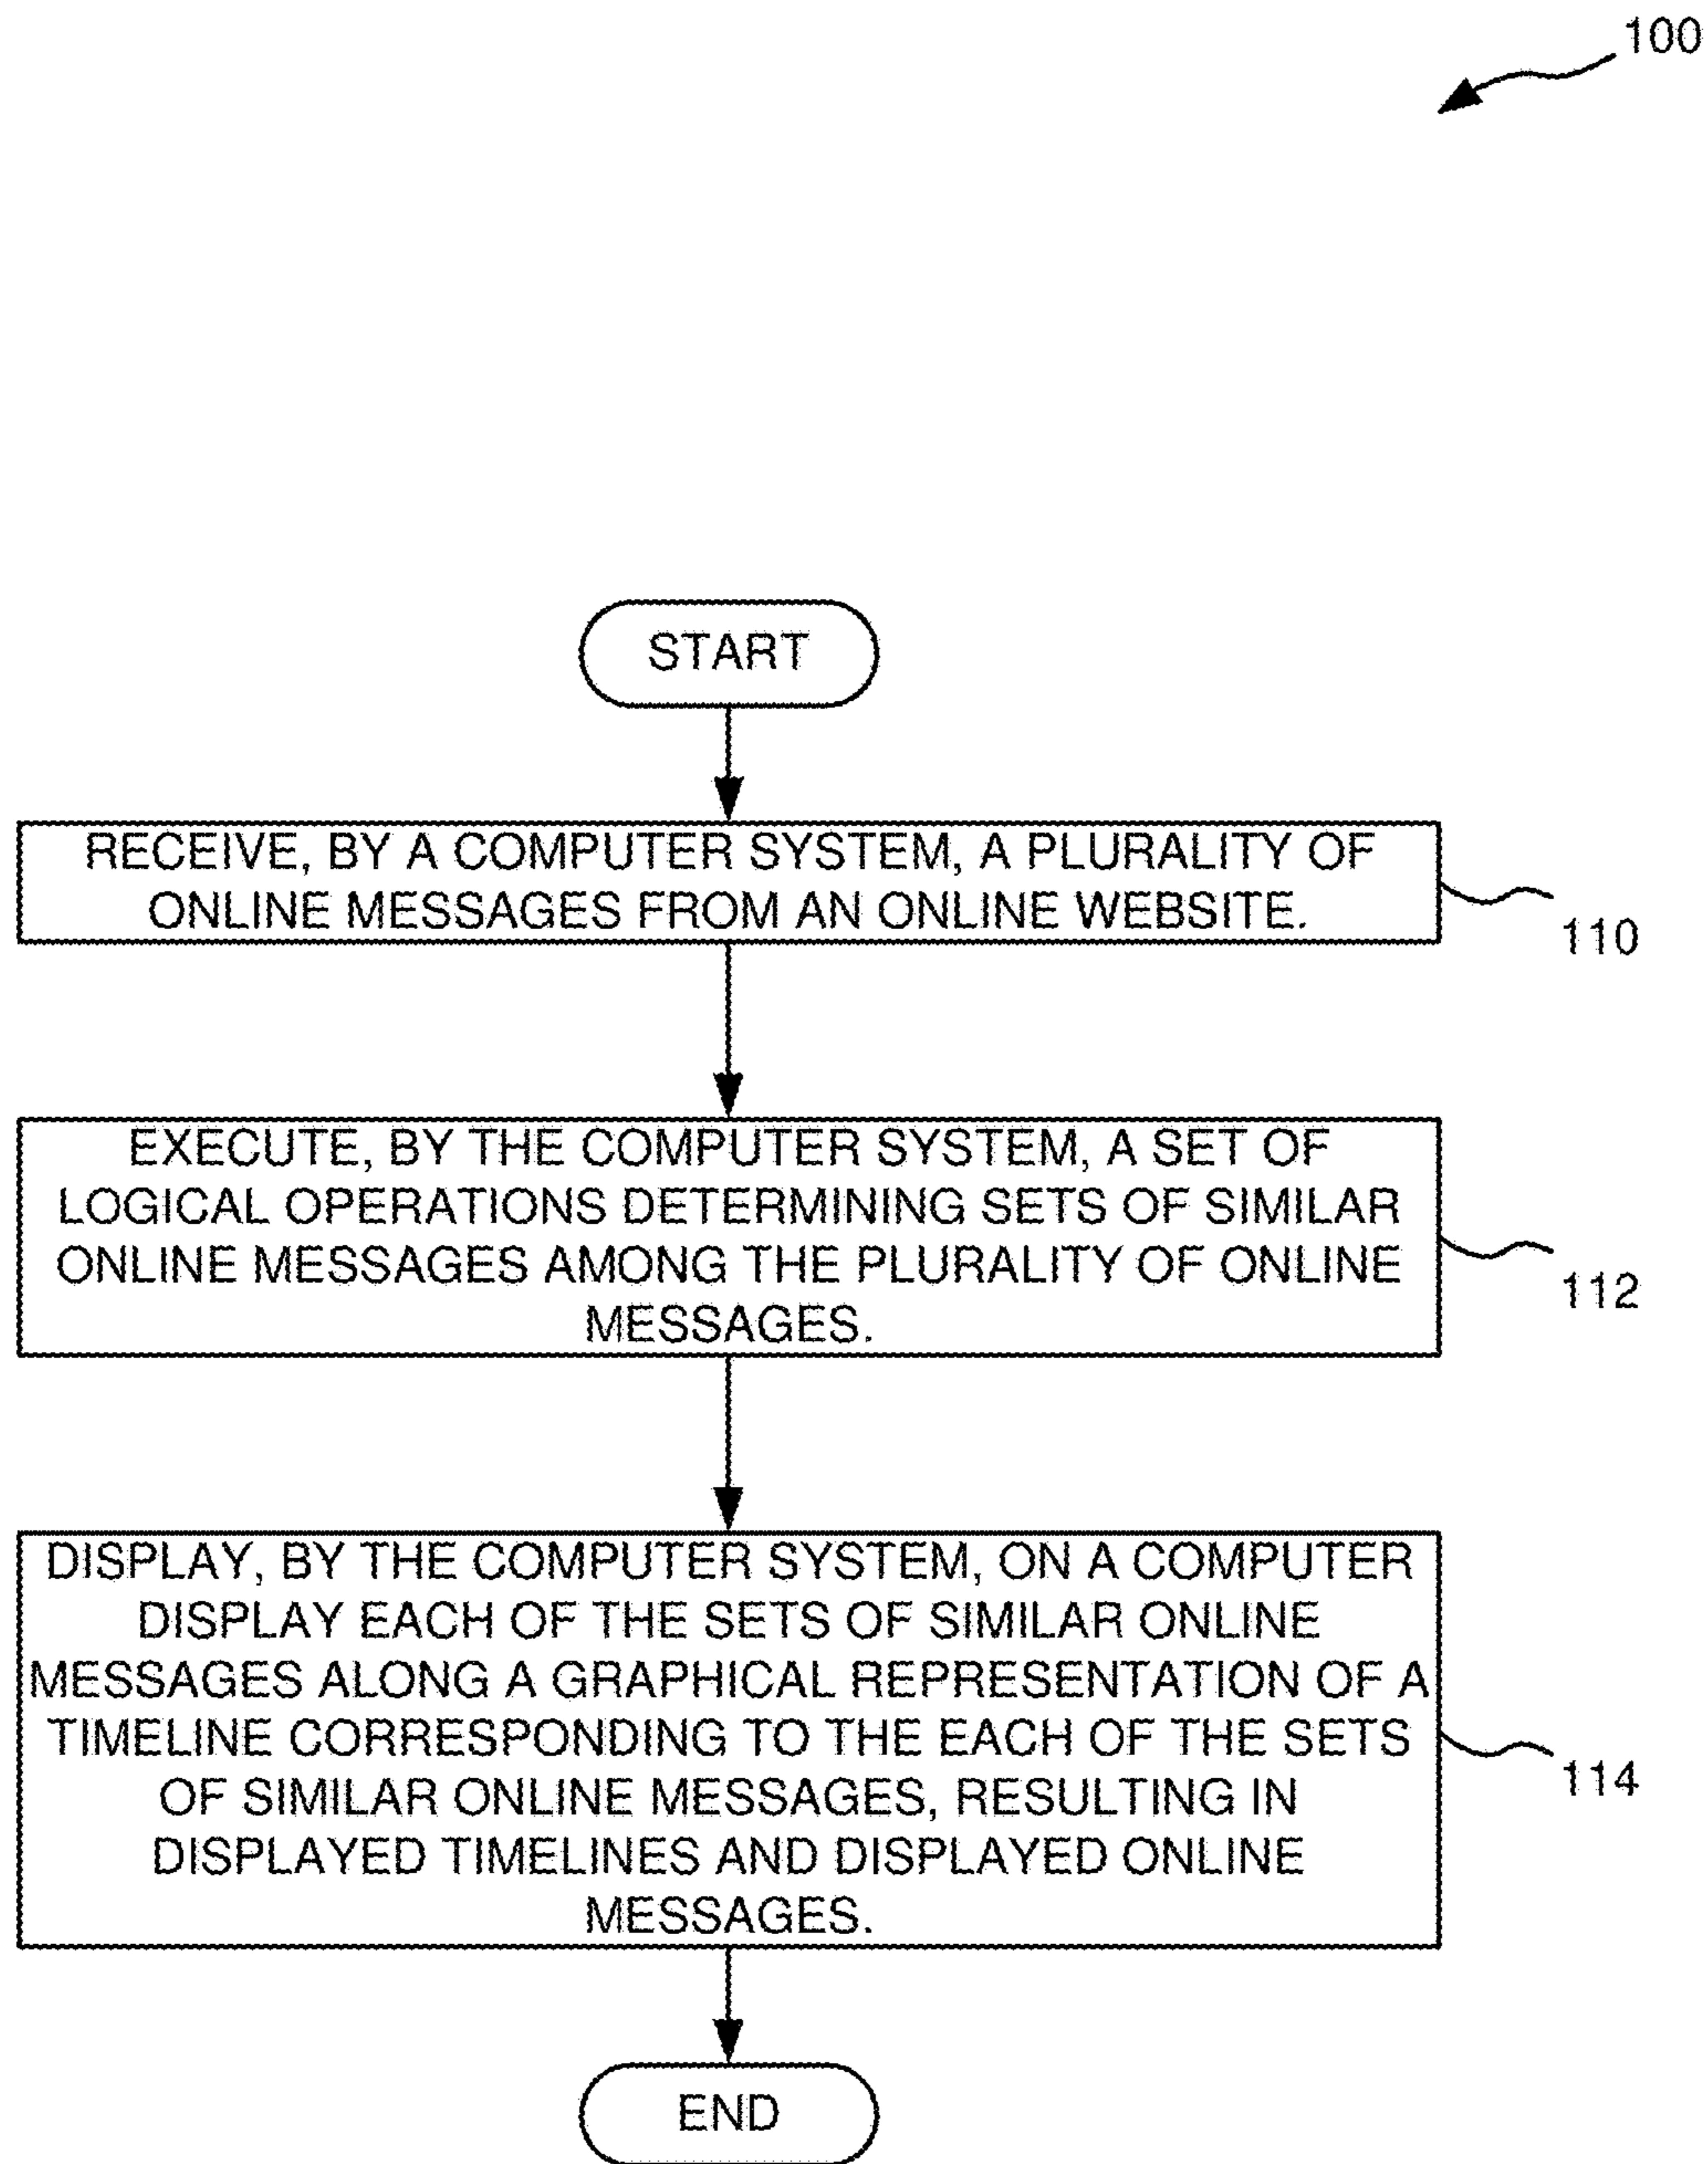 100
START
RECEIVE, BY A COMPUTER SYSTEM, A PLURALITY OF
ONLINE MESSAGES FROM AN ONLINE WEBSITE.
110
EXECUTE, BY THE COMPUTER SYSTEM, A SET OF
LOGICAL OPERATIONS DETERMINING SETS OF SIMILAR
ONLINE MESSAGES AMONG THE PLURALITY OF ONLINE
MESSAGES.
112
DISPLAY, BY THE COMPUTER SYSTEM, ON A COMPUTER
DISPLAY EACH OF THE SETS OF SIMILAR ONLINE
MESSAGES ALONG A GRAPHICAL REPRESENTATION OF A
TIMELINE CORRESPONDING TO THE EACH OF THE SETS
OF SIMILAR ONLINE MESSAGES, RESULTING IN
DISPLAYED TIMELINES AND DISPLAYED ONLINE
MESSAGES.
114
END